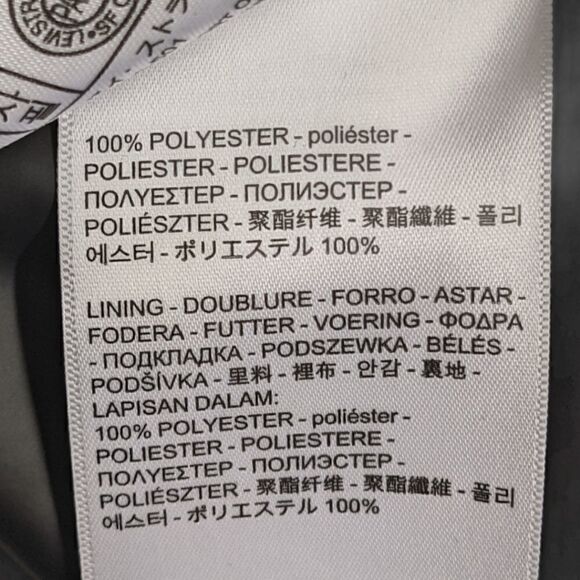 LEVI STR
SF C
100% POLYESTER - poliéster -
POLIESTER - POLIESTERE -
ΠΟΛΥΕΣΤΕΡ - ПОЛИЭСТЕР -
POLIÉSZTER - 聚酯纤维 - 聚酯纖維 - 폴리
에스터 - ポリエステル 100%
LINING - DOUBLURE - FORRO - ASTAR -
FODERA - FUTTER - VOERING - ΦΟΔΡΑ
- ПОДКЛАДКА - PODSZEWKA - BÉLÉS -
PODŠÍVKA - 里料 - 裡布 - 안감 - 裏地 -
LAPISAN DALAM:
100% POLYESTER - poliéster -
POLIESTER - POLIESTERE -
ΠΟΛΥΕΣΤΕΡ - ПОЛИЭСТЕР -
POLIÉSZTER - 聚酯纤维 - 聚酯纖維 - 폴리
에스터 - ポリエステル 100%